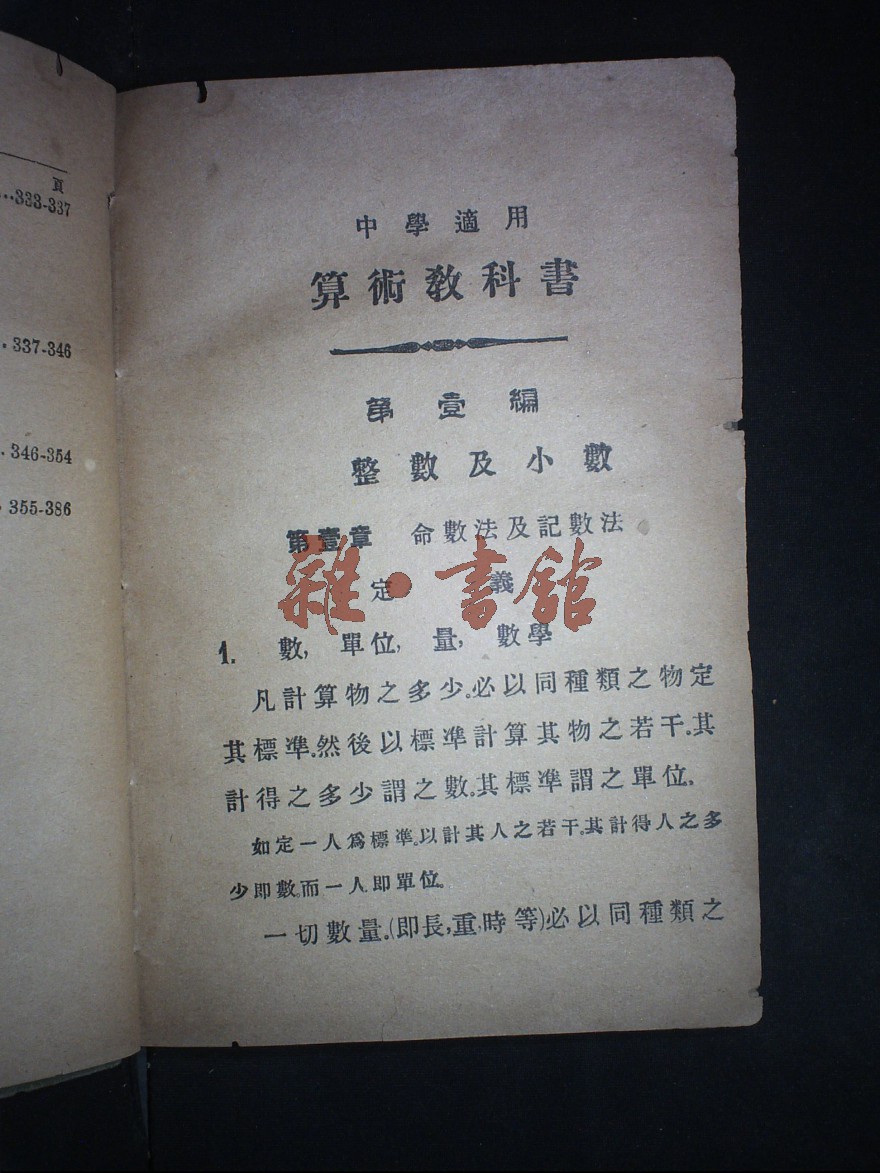 頁
...333-337
. 337-346
. 346-354
. 355-386
中學適用
算術教科書
第壹編
整數及小數
第壹章 命數法及記數法
定義
雜·書館
1. 數, 單位, 量, 數學
凡計算物之多少.必以同種類之物定
其標準.然後以標準計算其物之若干.其
計得之多少謂之數.其標準謂之單位.
如定一人爲標準.以計其人之若干.其計得人之多
少即數.而一人即單位.
一切數量.(即長,重,時等)必以同種類之